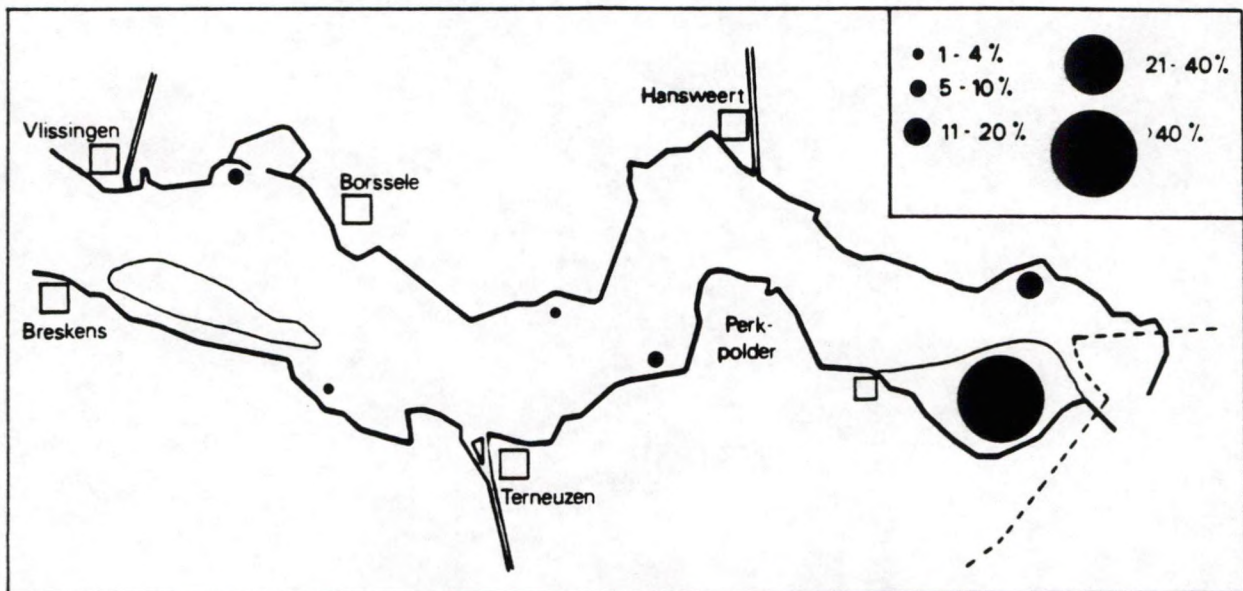 1 - 4 %
5 - 10 %
11 - 20 %
21 - 40 %
>40 %
Vlissingen
Hansweert
Borssele
Breskens
Perk-
polder
Terneuzen